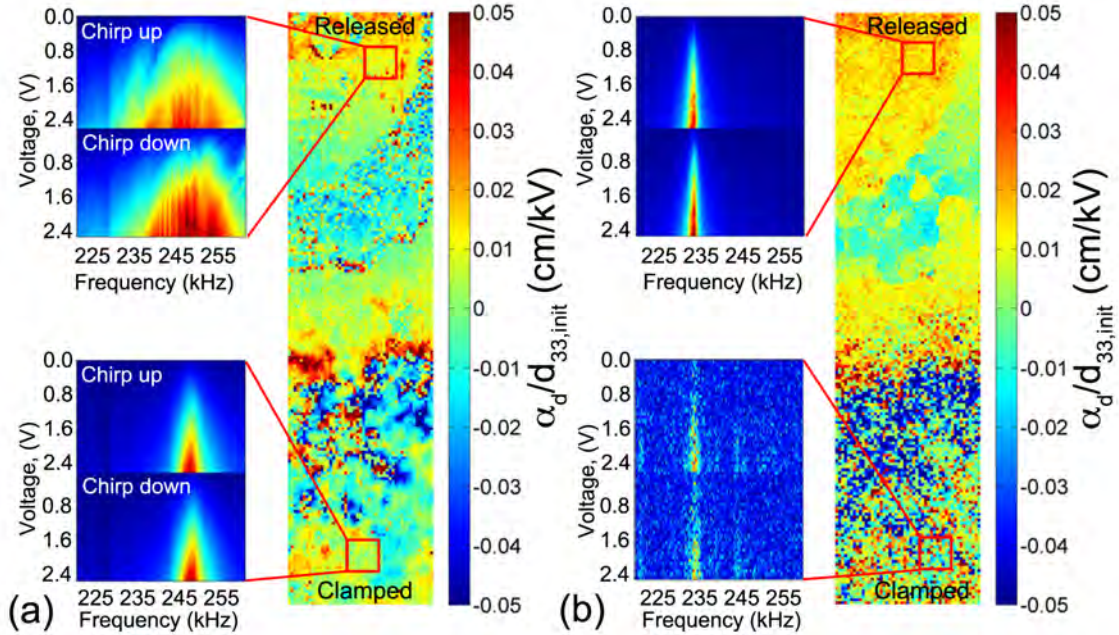 0.0
0.8
1.6
2.4
0.8
1.6
2.4
Voltage, (V)
Voltage, (V)
Chirp up
Chirp down
225 235 245 255
Frequency (kHz)
Released
0.05
0.04
0.03
0.02
0.01
0
-0.01
-0.02
-0.03
-0.04
-0.05
αd/d33,init (cm/kV)
0.0
0.8
1.6
2.4
0.8
1.6
2.4
Voltage, (V)
Voltage, (V)
Chirp up
Chirp down
225 235 245 255
Frequency (kHz)
Clamped
(a)
0.0
0.8
1.6
2.4
0.8
1.6
2.4
Voltage, (V)
Voltage, (V)
225 235 245 255
Frequency (kHz)
Released
0.05
0.04
0.03
0.02
0.01
0
-0.01
-0.02
-0.03
-0.04
-0.05
αd/d33,init (cm/kV)
0.0
0.8
1.6
2.4
0.8
1.6
2.4
Voltage, (V)
Voltage, (V)
225 235 245 255
Frequency (kHz)
Clamped
(b)